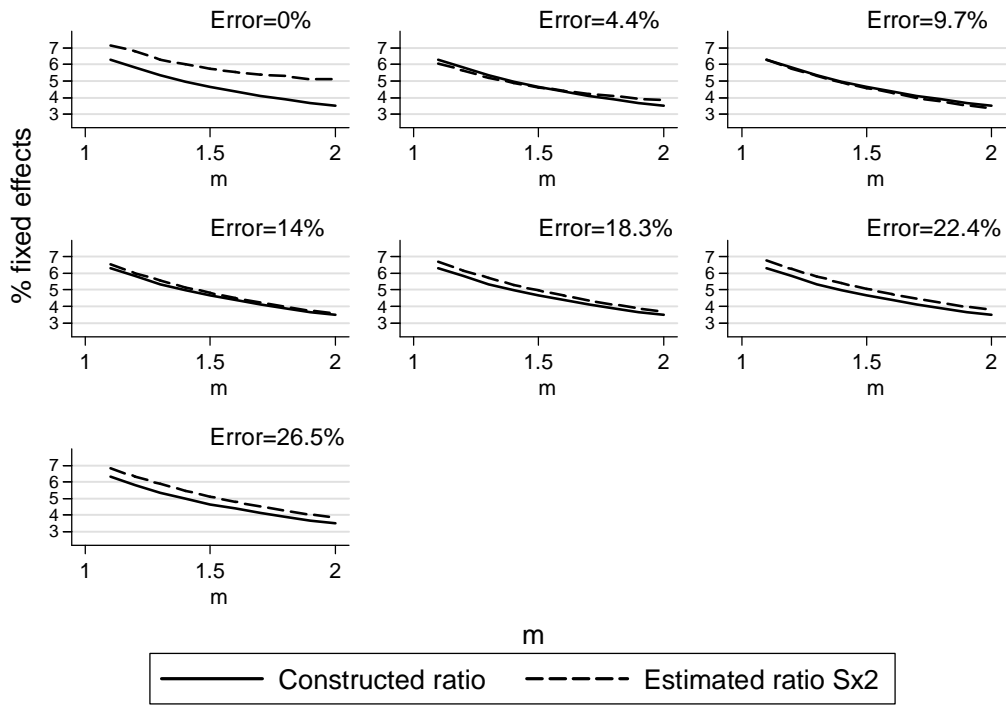 Error=0%
Error=4.4%
Error=9.7%
% fixed effects
7
6
5
4
3
1 1.5 2
m
7
6
5
4
3
1 1.5 2
m
7
6
5
4
3
1 1.5 2
m
Error=14%
Error=18.3%
Error=22.4%
7
6
5
4
3
1 1.5 2
m
7
6
5
4
3
1 1.5 2
m
7
6
5
4
3
1 1.5 2
m
Error=26.5%
7
6
5
4
3
1 1.5 2
m
m
Constructed ratio
Estimated ratio Sx2